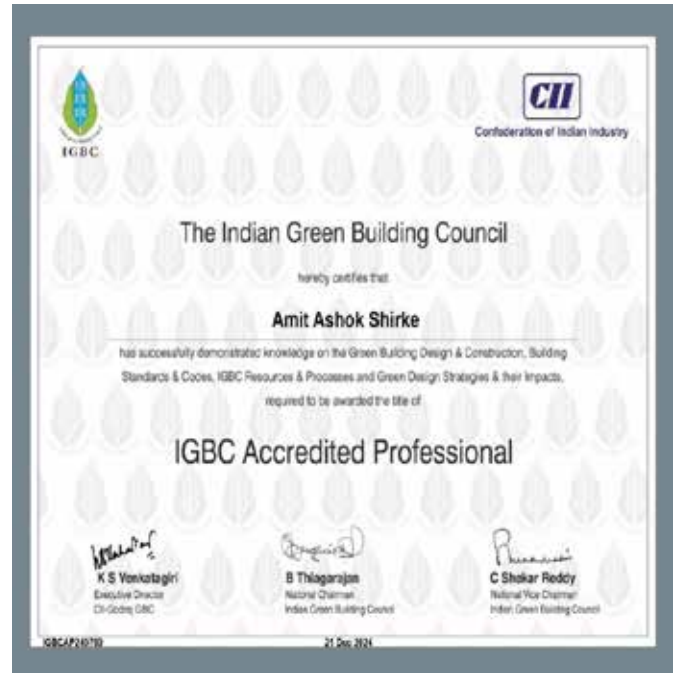 IGBC
CII
Confederation of Indian Industry
The Indian Green Building Council
hereby certifies that
Amit Ashok Shirke
has successfully demonstrated knowledge on the Green Building Design & Construction, Building
Standards & Codes, IGBC Resources & Processes and Green Design Strategies & their Impacts,
required to be awarded the title of
IGBC Accredited Professional
K S Venkatagiri
Executive Director
CII-Godrej GBC
B Thiagarajan
National Chairman
Indian Green Building Council
C Shekar Reddy
National Vice Chairman
Indian Green Building Council
21 Dec 2024